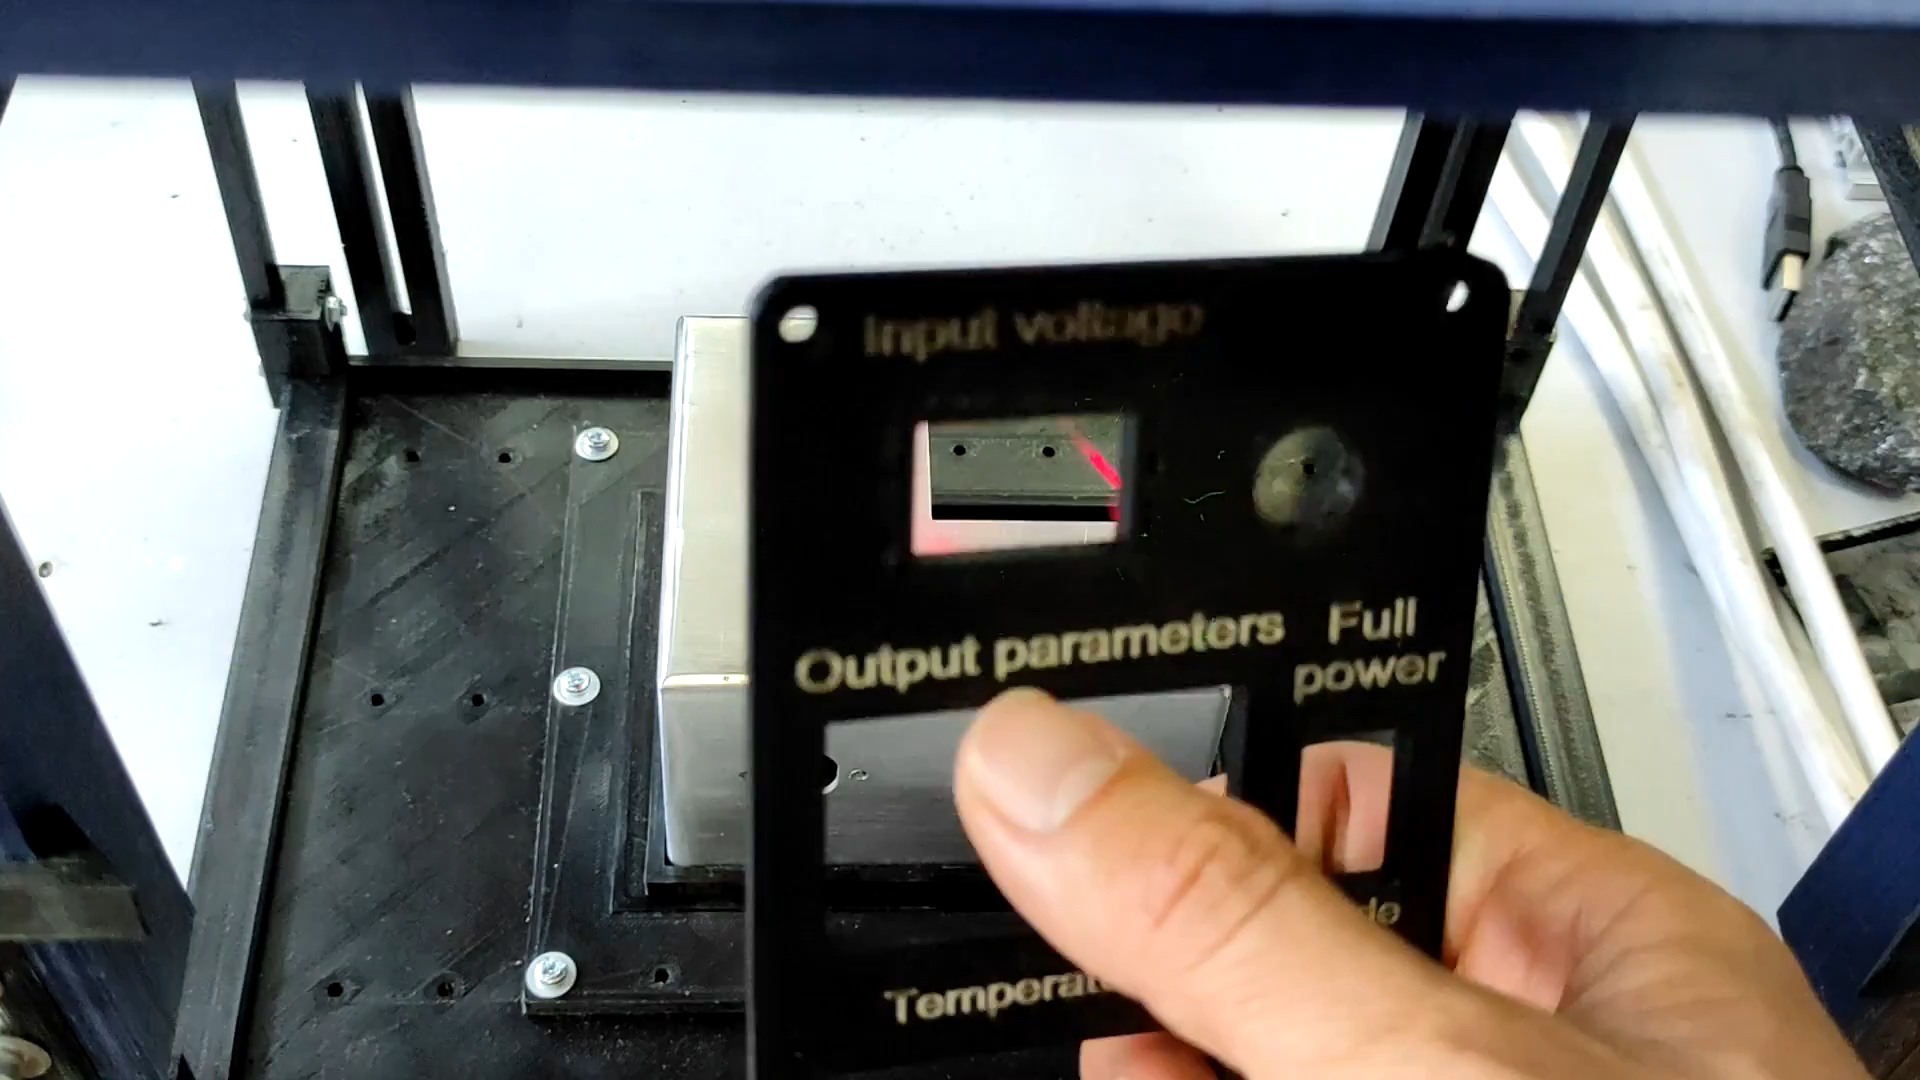 Input voltage
Output parameters
Full
power